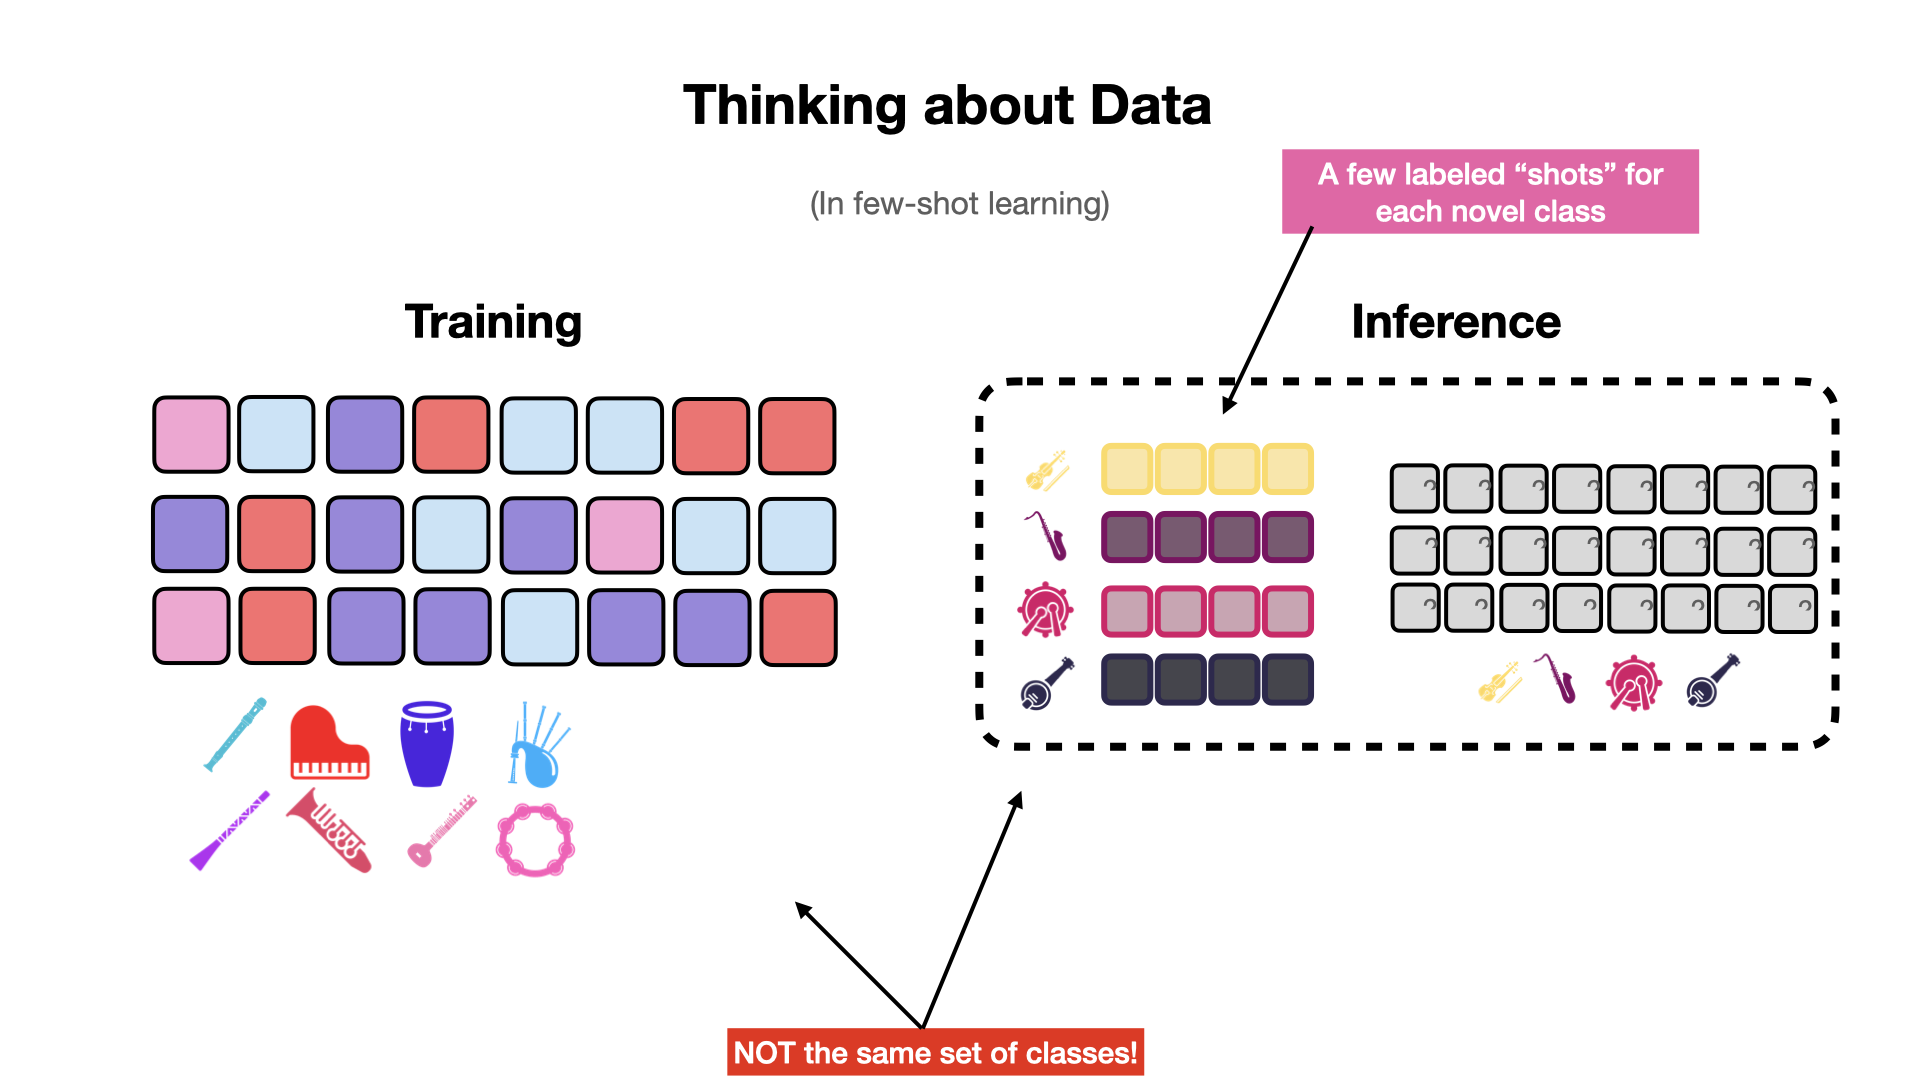 Thinking about Data
(In few-shot learning)
A few labeled “shots” for
each novel class
Training
Inference
NOT the same set of classes!